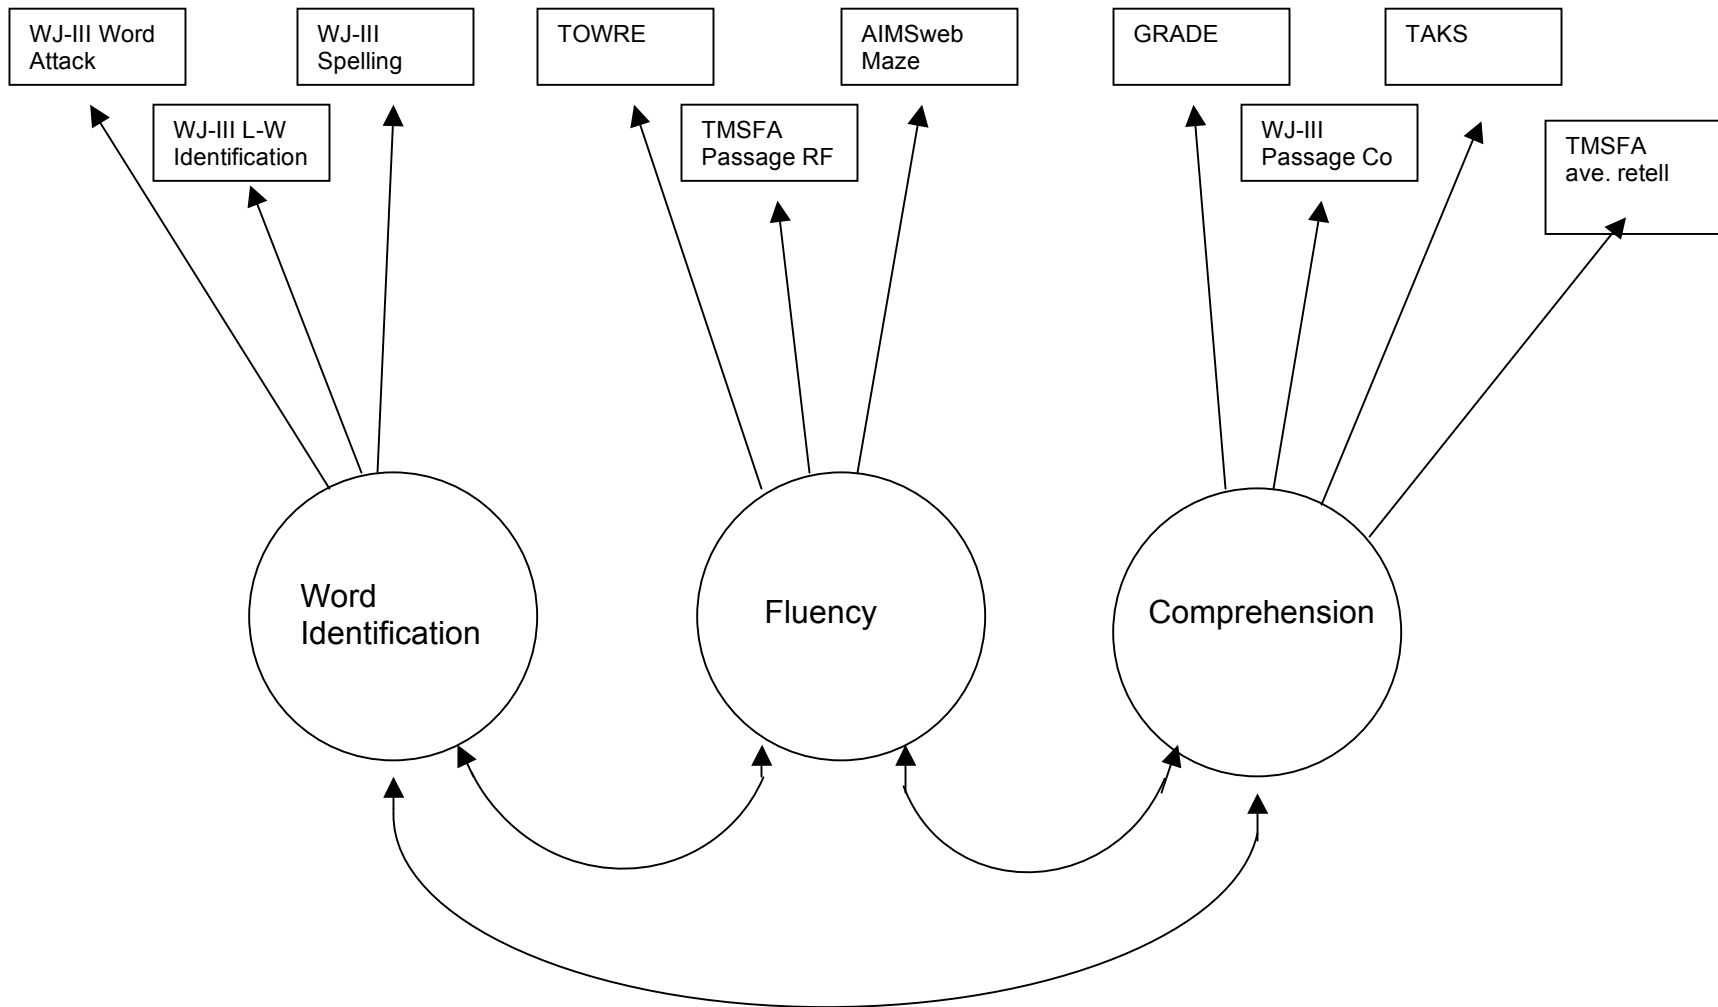 WJ-III Word
Attack
WJ-III
Spelling
TOWRE
AIMSweb
Maze
GRADE
TAKS
WJ-III L-W
Identification
TMSFA
Passage RF
WJ-III
Passage Co
TMSFA
ave. retell
Word
Identification
Fluency
Comprehension